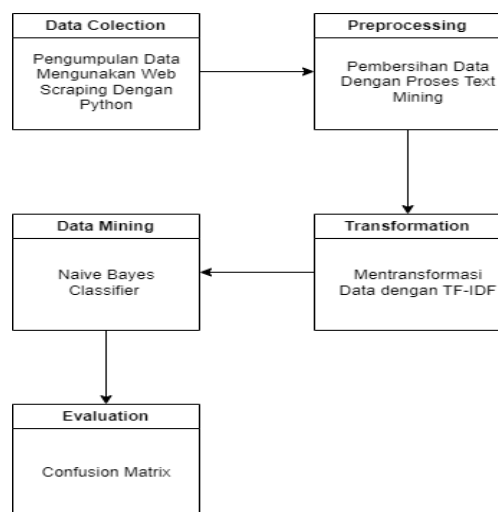 Data Colection
Pengumpulan Data
Mengunakan Web
Scraping Dengan
Python
Preprocessing
Pembersihan Data
Dengan Proses Text
Mining
Transformation
Mentransformasi
Data dengan TF-IDF
Data Mining
Naive Bayes
Classifier
Evaluation
Confusion Matrix